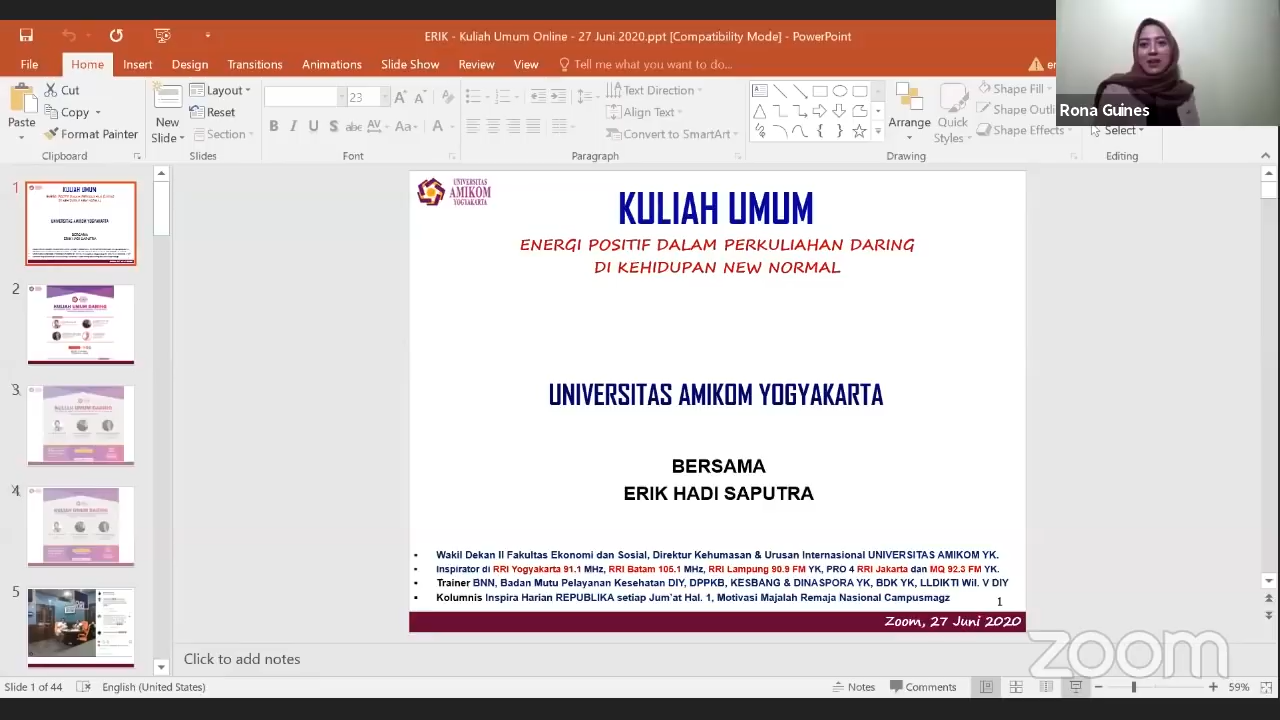 ERIK - Kuliah Umum Online - 27 Juni 2020.ppt [Compatibility Mode] - PowerPoint
File Home Insert Design Transitions Animations Slide Show Review View Tell me what you want to do...
Rona Guines
Paste
Cut
Copy
Format Painter
Clipboard
New Slide
Layout
Reset
Section
Slides
23
Font
Text Direction
Align Text
Convert to SmartArt
Paragraph
Arrange
Quick Styles
Shape Fill
Shape Effects
Drawing
Select
Editing
1
2
3
4
5
UNIVERSITAS
AMIKOM
YOGYAKARTA
KULIAH UMUM
ENERGI POSITIF DALAM PERKULIAHAN DARING
DI KEHIDUPAN NEW NORMAL
UNIVERSITAS AMIKOM YOGYAKARTA
BERSAMA
ERIK HADI SAPUTRA
• Wakil Dekan II Fakultas Ekonomi dan Sosial, Direktur Kehumasan & Urusan Internasional UNIVERSITAS AMIKOM YK.
• Inspirator di RRI Yogyakarta 91.1 MHz, RRI Batam 105.1 MHz, RRI Lampung 90.9 FM YK, PRO 4 RRI Jakarta dan MQ 92.3 FM YK.
• Trainer BNN, Badan Mutu Pelayanan Kesehatan DIY, DPPKB, KESBANG & DINASPORA YK, BDK YK, LLDIKTI Wil. V DIY
• Kolumnis Inspira Harian REPUBLIKA setiap Jum'at Hal. 1, Motivasi Majalah Remaja Nasional Campusmagz
1
Zoom, 27 Juni 2020
zoom
Click to add notes
Slide 1 of 44 English (United States) Notes Comments 59%